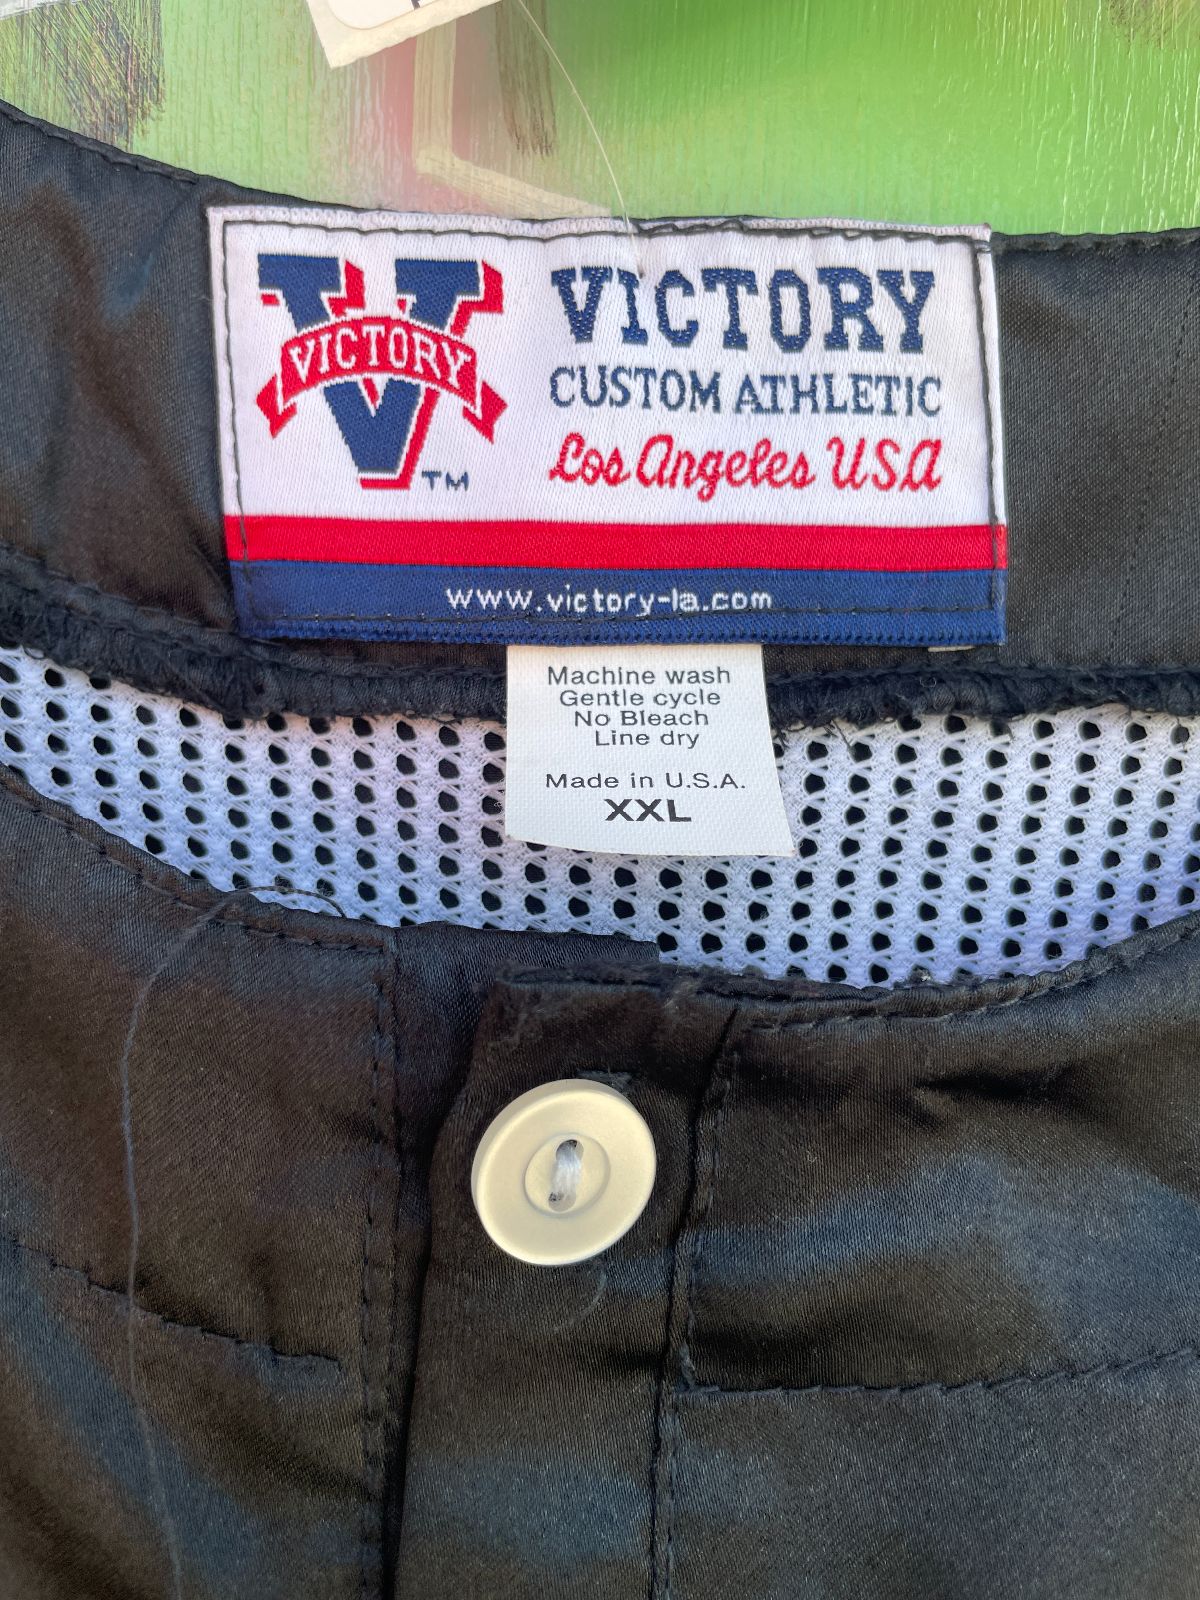 VICTORY
TM
VICTORY
CUSTOM ATHLETIC
Los Angeles USA
www.victory-la.com
Machine wash
Gentle cycle
No Bleach
Line dry
Made in U.S.A.
XXL